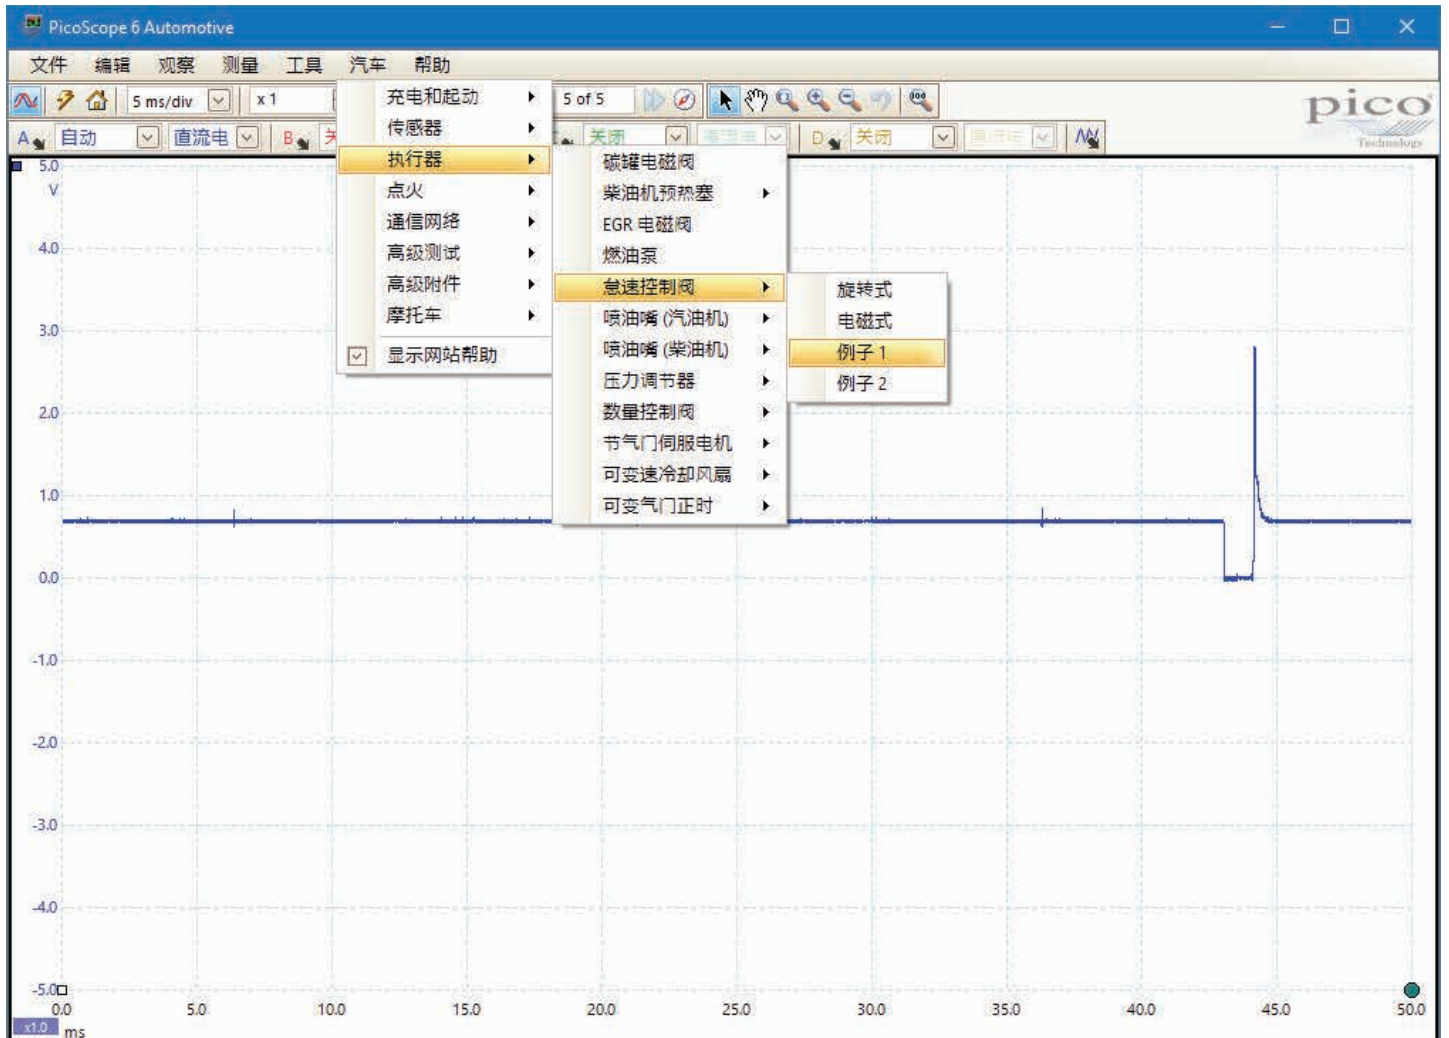 PicoScope 6 Automotive
文件 编辑 观察 测量 工具 汽车 帮助
5 ms/div x 1 5 of 5
pico
Technology
A 自动 直流电 B 关闭 D 关闭
充电和起动
传感器
执行器
点火
通信网络
高级测试
高级附件
摩托车
显示网站帮助
碳罐电磁阀
柴油机预热塞
EGR 电磁阀
燃油泵
怠速控制阀
喷油嘴 (汽油机)
喷油嘴 (柴油机)
压力调节器
数量控制阀
节气门伺服电机
可变速冷却风扇
可变气门正时
旋转式
电磁式
例子 1
例子 2
5.0
V
4.0
3.0
2.0
1.0
0.0
-1.0
-2.0
-3.0
-4.0
-5.0
0.0 5.0 10.0 15.0 20.0 25.0 30.0 35.0 40.0 45.0 50.0
x1.0 ms